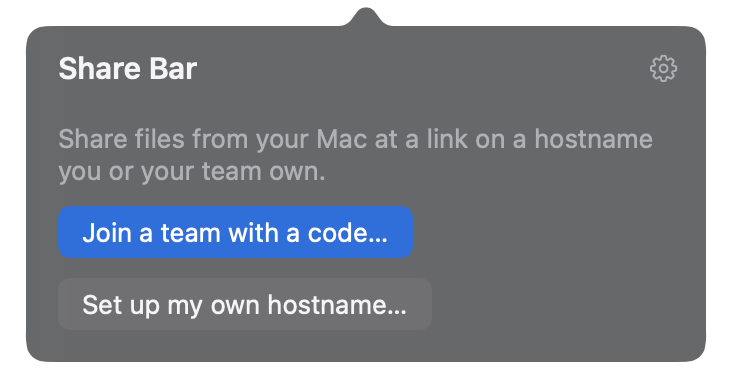 Share Bar
Share files from your Mac at a link on a hostname
you or your team own.
Join a team with a code...
Set up my own hostname...